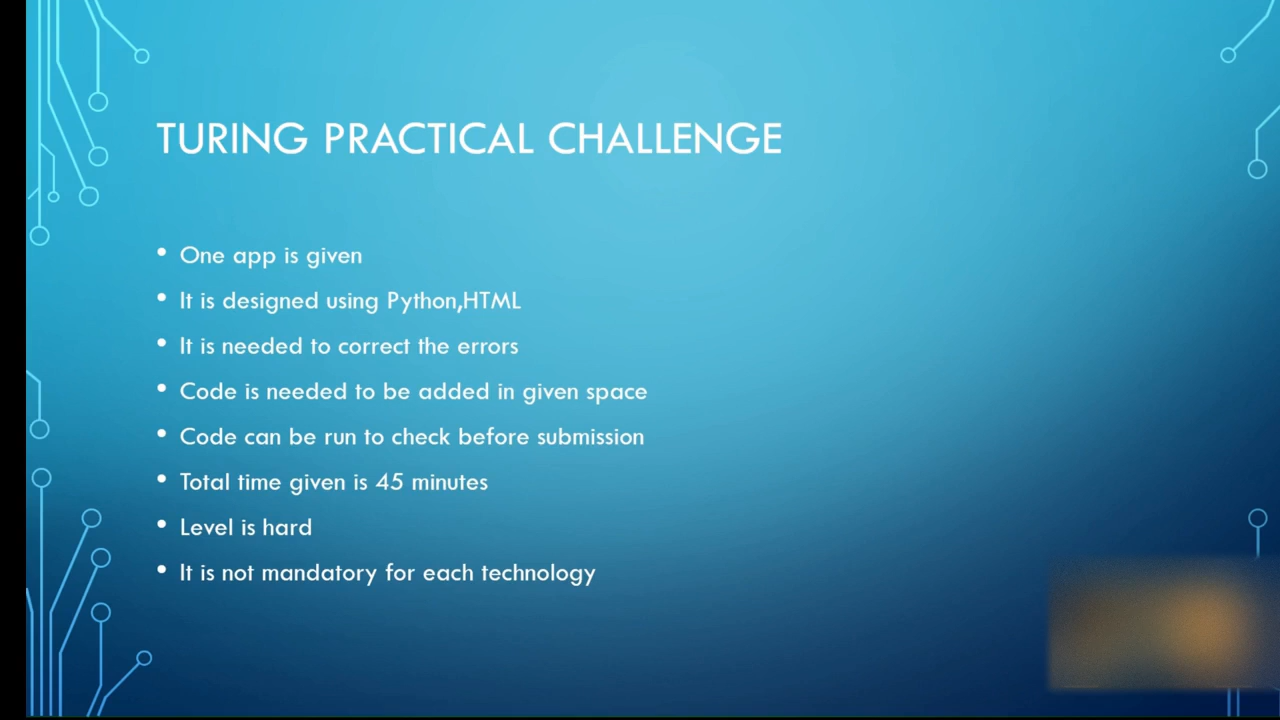 TURING PRACTICAL CHALLENGE
• One app is given
• It is designed using Python,HTML
• It is needed to correct the errors
• Code is needed to be added in given space
• Code can be run to check before submission
• Total time given is 45 minutes
• Level is hard
• It is not mandatory for each technology